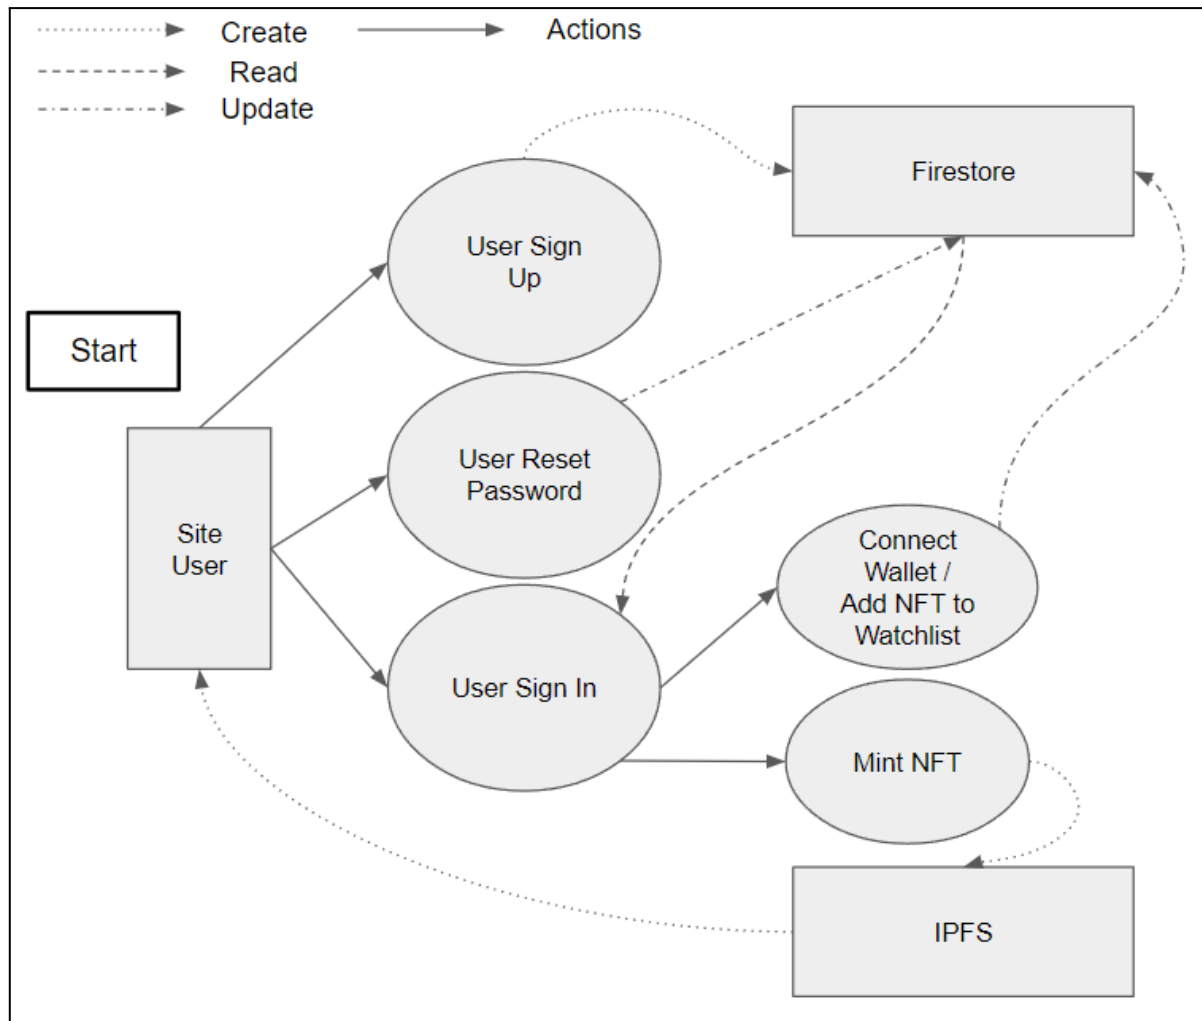 Create
Actions
Read
Update
Firestore
User Sign
Up
Start
User Reset
Password
Site
User
Connect
Wallet /
Add NFT to
Watchlist
User Sign In
Mint NFT
IPFS